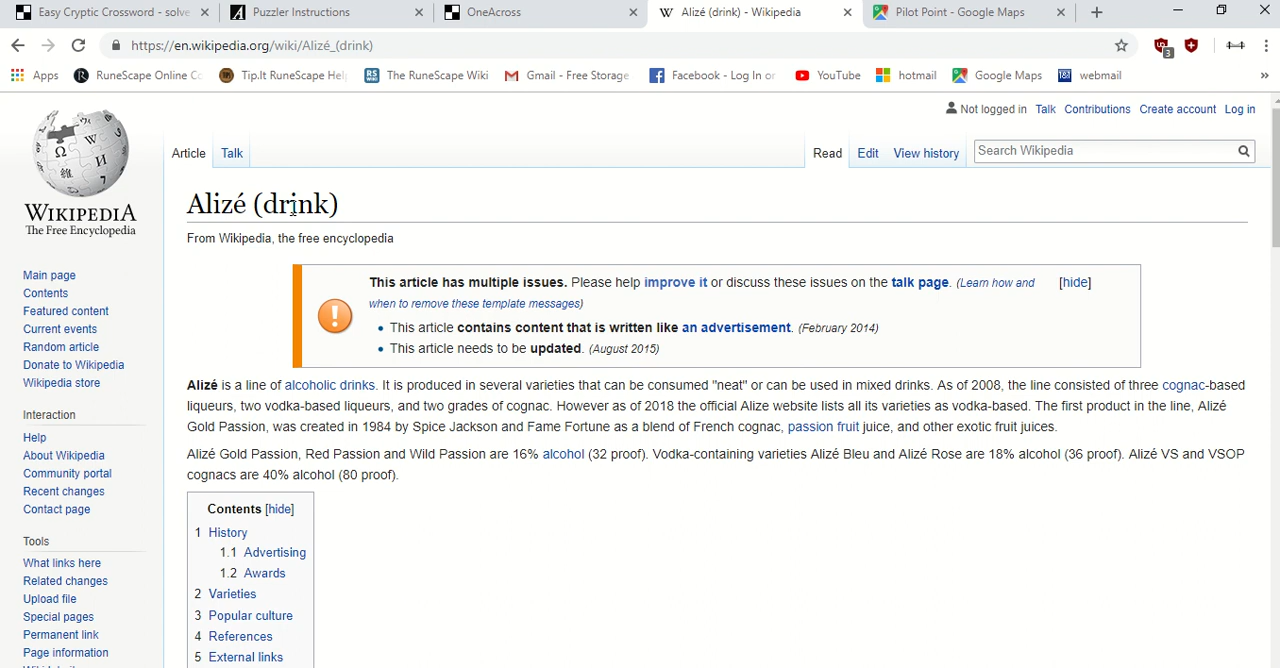 Easy Cryptic Crossword - solve
Puzzler Instructions
OneAcross
Alizé (drink) - Wikipedia
Pilot Point - Google Maps
https://en.wikipedia.org/wiki/Alizé_(drink)
3
Apps
RuneScape Online Co
Tip.It RuneScape Help
The RuneScape Wiki
Gmail - Free Storage
Facebook - Log In or
YouTube
hotmail
Google Maps
webmail
Not logged in Talk Contributions Create account Log in
Article Talk
Read Edit View history
Search Wikipedia
WIKIPEDIA
The Free Encyclopedia
Main page
Contents
Featured content
Current events
Random article
Donate to Wikipedia
Wikipedia store
Interaction
Help
About Wikipedia
Community portal
Recent changes
Contact page
Tools
What links here
Related changes
Upload file
Special pages
Permanent link
Page information
Alizé (drink)
From Wikipedia, the free encyclopedia
This article has multiple issues. Please help improve it or discuss these issues on the talk page. (Learn how and [hide]
when to remove these template messages)
• This article contains content that is written like an advertisement. (February 2014)
• This article needs to be updated. (August 2015)
Alizé is a line of alcoholic drinks. It is produced in several varieties that can be consumed "neat" or can be used in mixed drinks. As of 2008, the line consisted of three cognac-based
liqueurs, two vodka-based liqueurs, and two grades of cognac. However as of 2018 the official Alize website lists all its varieties as vodka-based. The first product in the line, Alizé
Gold Passion, was created in 1984 by Spice Jackson and Fame Fortune as a blend of French cognac, passion fruit juice, and other exotic fruit juices.
Alizé Gold Passion, Red Passion and Wild Passion are 16% alcohol (32 proof). Vodka-containing varieties Alizé Bleu and Alizé Rose are 18% alcohol (36 proof). Alizé VS and VSOP
cognacs are 40% alcohol (80 proof).
Contents [hide]
1 History
1.1 Advertising
1.2 Awards
2 Varieties
3 Popular culture
4 References
5 External links